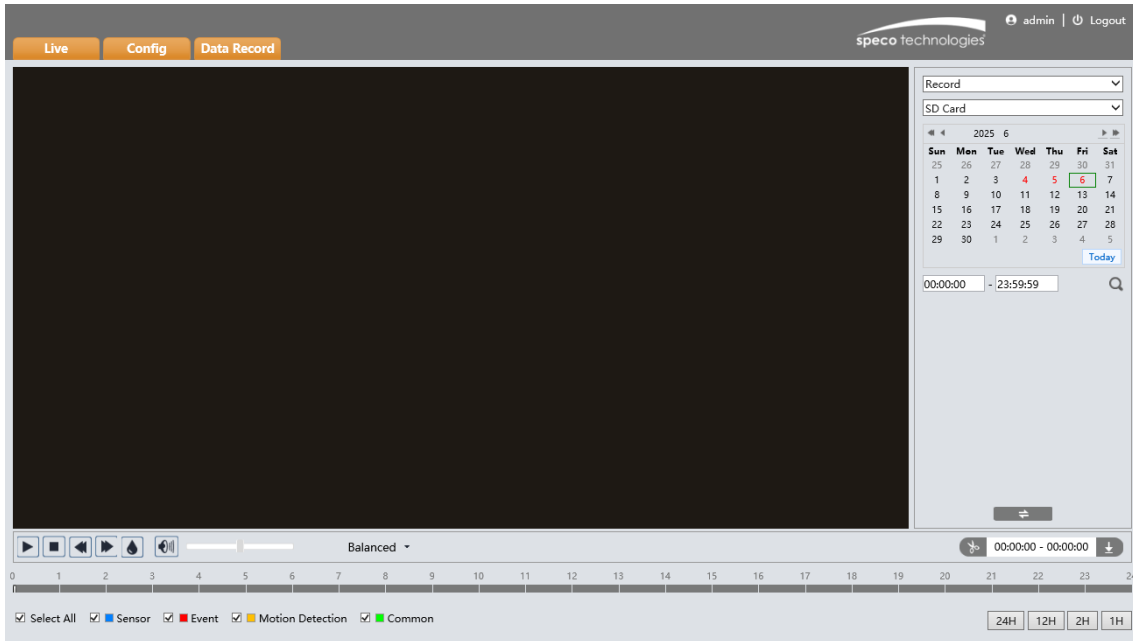 admin | Logout
Live Config Data Record
speco technologies
Record
SD Card
2025 6
Sun Mon Tue Wed Thu Fri Sat
25 26 27 28 29 30 31
1 2 3 4 5 6 7
8 9 10 11 12 13 14
15 16 17 18 19 20 21
22 23 24 25 26 27 28
29 30 1 2 3 4 5
Today
00:00:00 - 23:59:59
Balanced
00:00:00 - 00:00:00
0 1 2 3 4 5 6 7 8 9 10 11 12 13 14 15 16 17 18 19 20 21 22 23 24
Select All Sensor Event Motion Detection Common
24H 12H 2H 1H